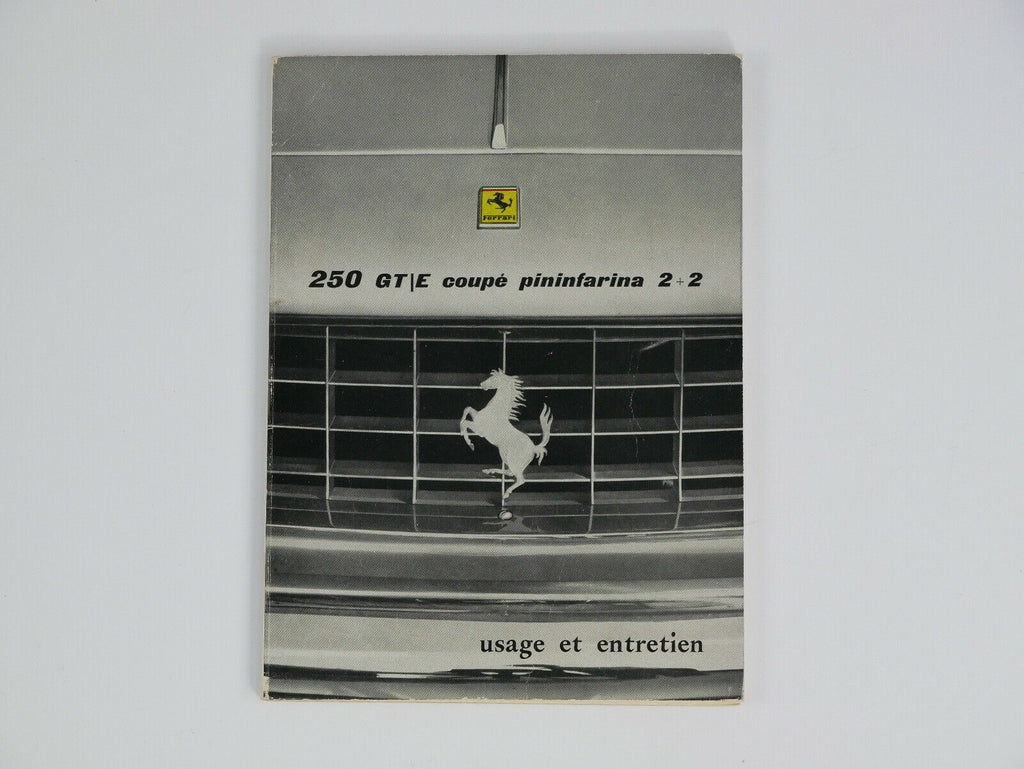 Ferrari
250 GT|E coupé pininfarina 2+2
usage et entretien